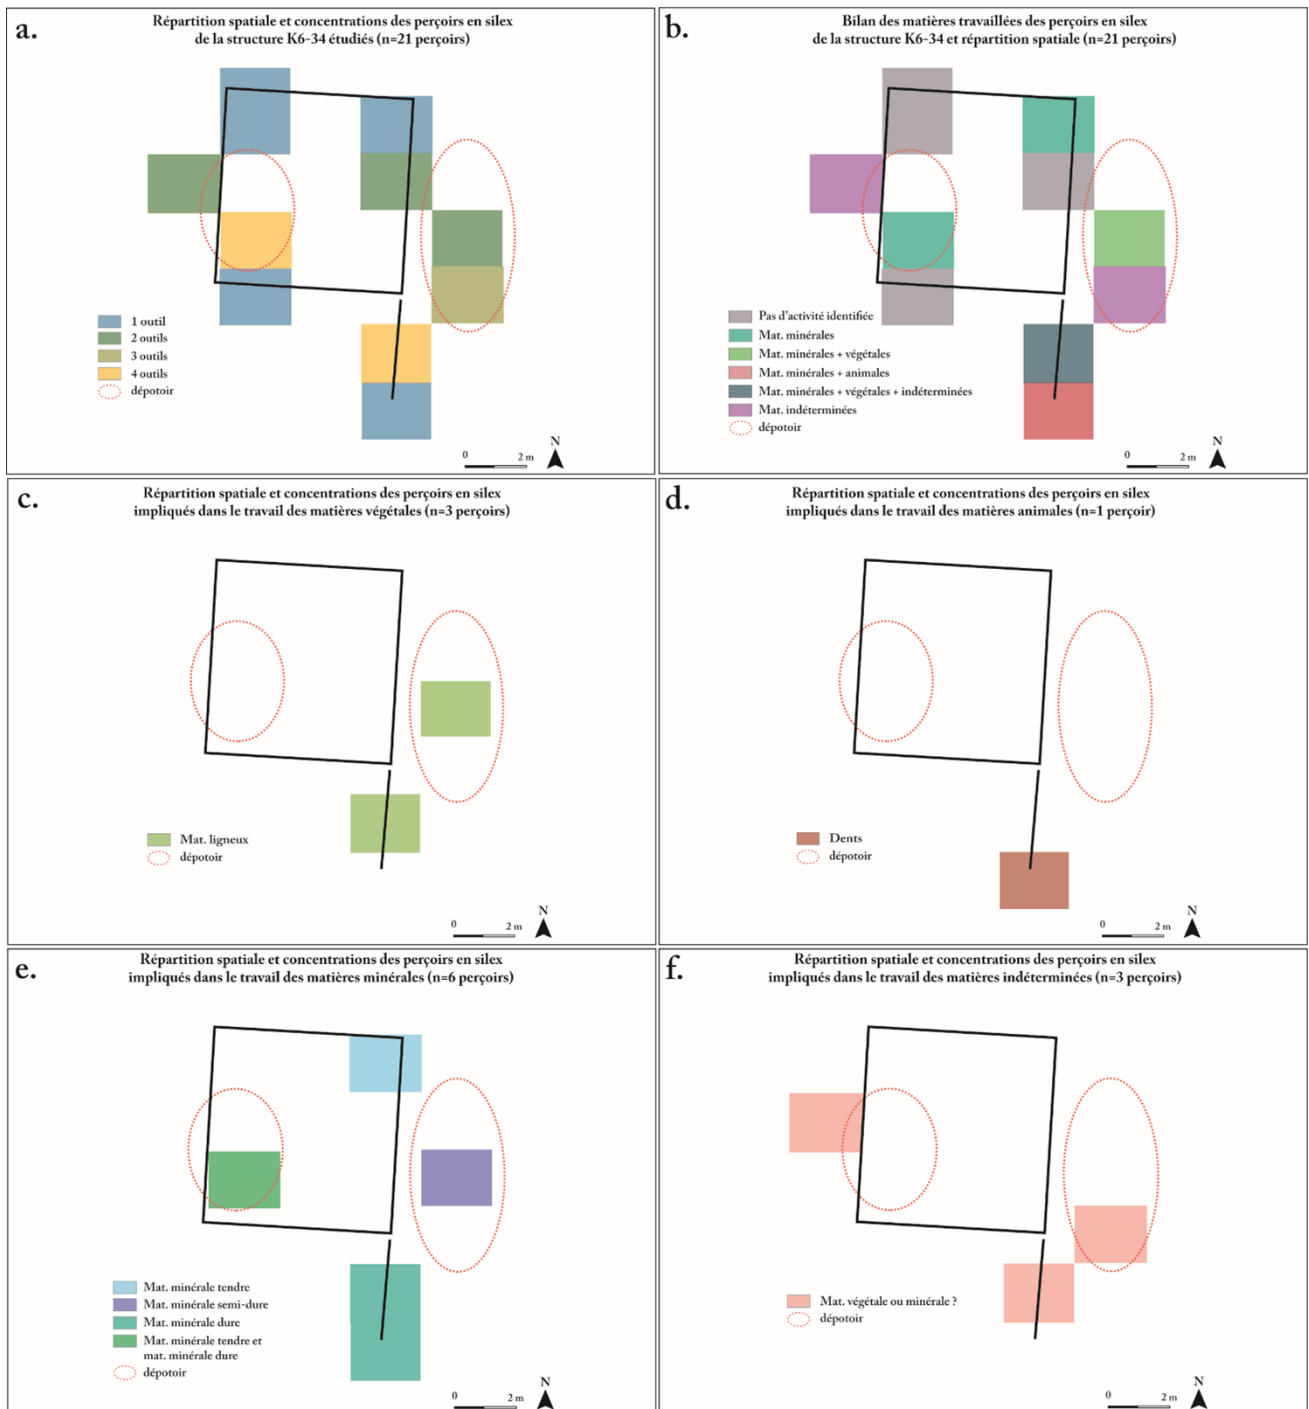 a.
Répartition spatiale et concentrations des perçoirs en silex
de la structure K6-34 étudiés (n=21 perçoirs)
1 outil
2 outils
3 outils
4 outils
dépotoir
0 2 m
N
b.
Bilan des matières travaillées des perçoirs en silex
de la structure K6-34 et répartition spatiale (n=21 perçoirs)
Pas d'activité identifiée
Mat. minérales
Mat. minérales + végétales
Mat. minérales + animales
Mat. minérales + végétales + indéterminées
Mat. indéterminées
dépotoir
0 2 m
N
c.
Répartition spatiale et concentrations des perçoirs en silex
impliqués dans le travail des matières végétales (n=3 perçoirs)
Mat. ligneux
dépotoir
0 2 m
N
d.
Répartition spatiale et concentrations des perçoirs en silex
impliqués dans le travail des matières animales (n=1 perçoir)
Dents
dépotoir
0 2 m
N
e.
Répartition spatiale et concentrations des perçoirs en silex
impliqués dans le travail des matières minérales (n=6 perçoirs)
Mat. minérale tendre
Mat. minérale semi-dure
Mat. minérale dure
Mat. minérale tendre et
mat. minérale dure
dépotoir
0 2 m
N
f.
Répartition spatiale et concentrations des perçoirs en silex
impliqués dans le travail des matières indéterminées (n=3 perçoirs)
Mat. végétale ou minérale ?
dépotoir
0 2 m
N